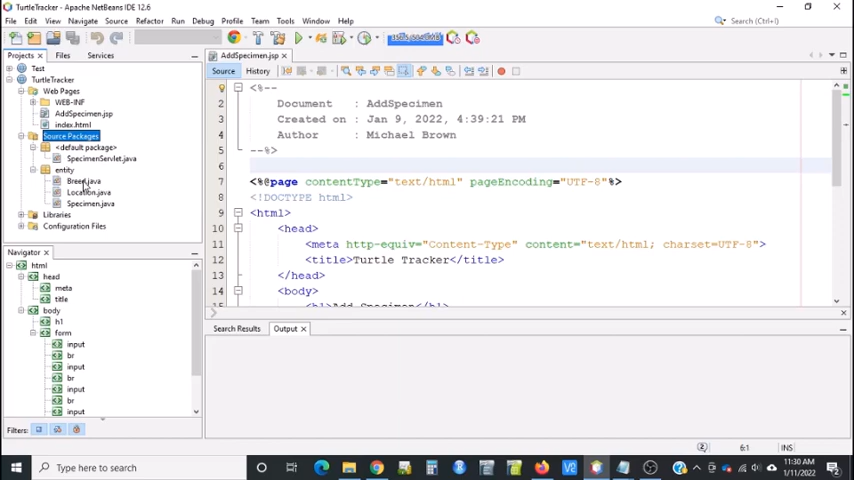 TurtleTracker - Apache NetBeans IDE 12.6
File Edit View Navigate Source Refactor Run Debug Profile Team Tools Window Help
Search (Ctrl+I)
Projects × Files Services
AddSpecimen.jsp ×
Test
TurtleTracker
Web Pages
WEB-INF
AddSpecimen.jsp
index.html
Source Packages
<default package>
SpecimenServlet.java
entity
Breed.java
Location.java
Specimen.java
Libraries
Configuration Files
Source History
1 <%--
2 Document : AddSpecimen
3 Created on : Jan 9, 2022, 4:39:21 PM
4 Author : Michael Brown
5 --%>
6
7 <%@page contentType="text/html" pageEncoding="UTF-8"%>
8 <!DOCTYPE html>
9 <html>
10 <head>
11 <meta http-equiv="Content-Type" content="text/html; charset=UTF-8">
12 <title>Turtle Tracker</title>
13 </head>
14 <body>
15 <h1>Add Specimen</h1>
Navigator ×
html
head
meta
title
body
h1
form
input
br
input
br
input
br
input
Filters:
Search Results Output ×
2 6:1 INS
Type here to search
11:30 AM
1/11/2022